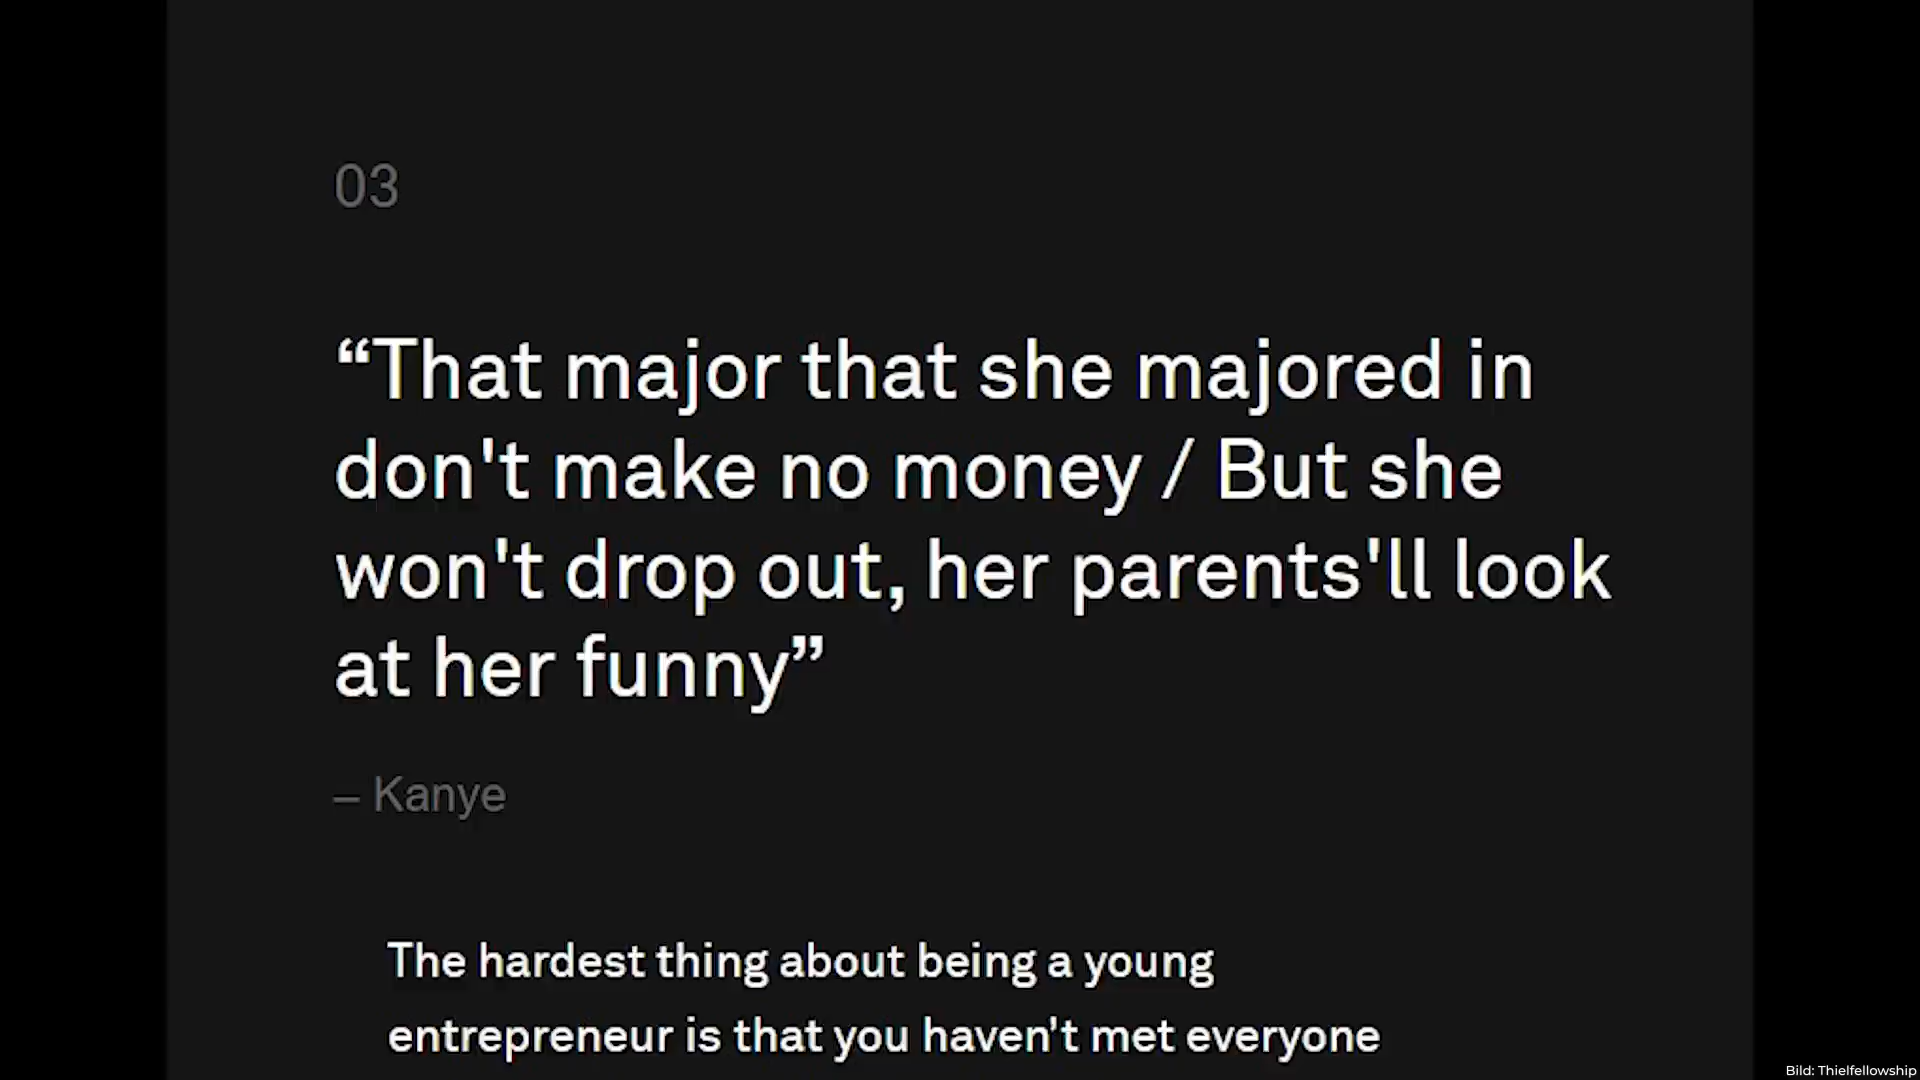 03
“That major that she majored in
don't make no money / But she
won't drop out, her parents'll look
at her funny”
– Kanye
The hardest thing about being a young
entrepreneur is that you haven't met everyone
Bild: Thielfellowship